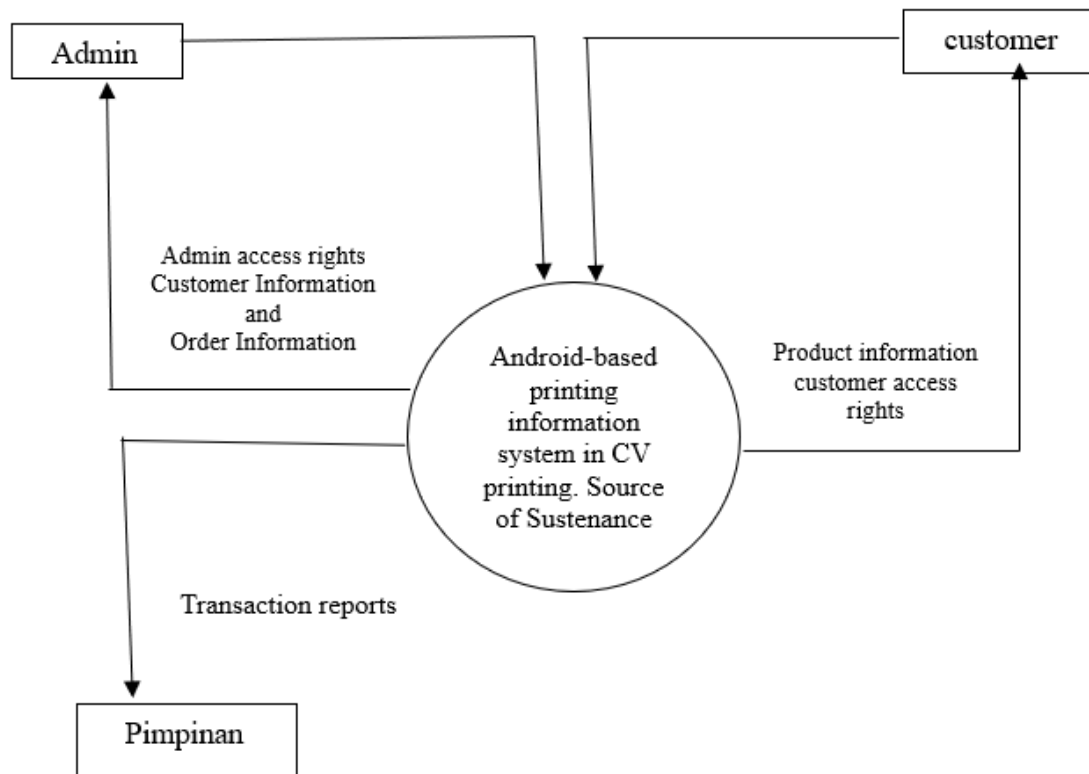 Admin
customer
Admin access rights
Customer Information
and
Order Information
Android-based
printing
information
system in CV
printing. Source
of Sustenance
Product information
customer access
rights
Transaction reports
Pimpinan